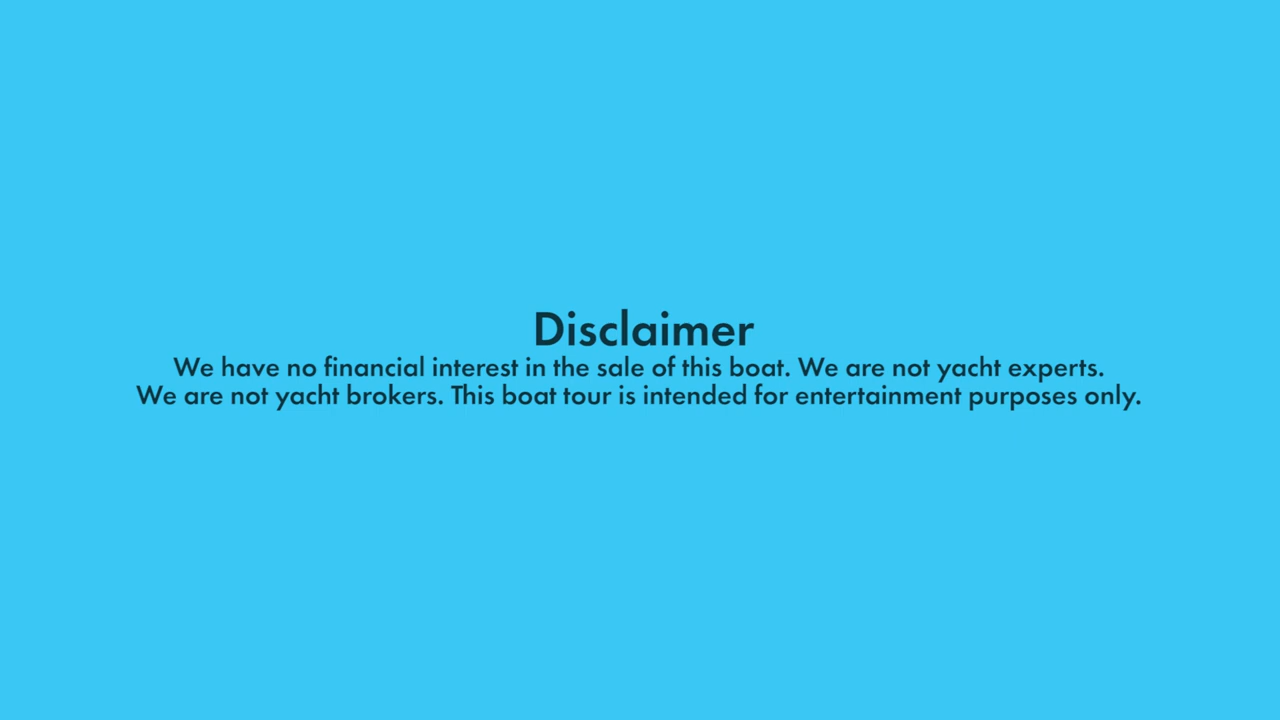 Disclaimer
We have no financial interest in the sale of this boat. We are not yacht experts.
We are not yacht brokers. This boat tour is intended for entertainment purposes only.